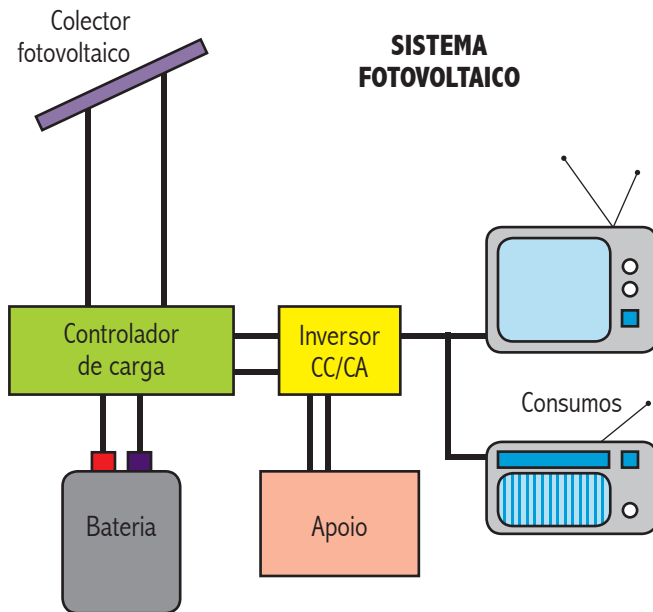 Colector
fotovoltaico
SISTEMA
FOTOVOLTAICO
Controlador
de carga
Inversor
CC/CA
Consumos
Bateria
Apoio